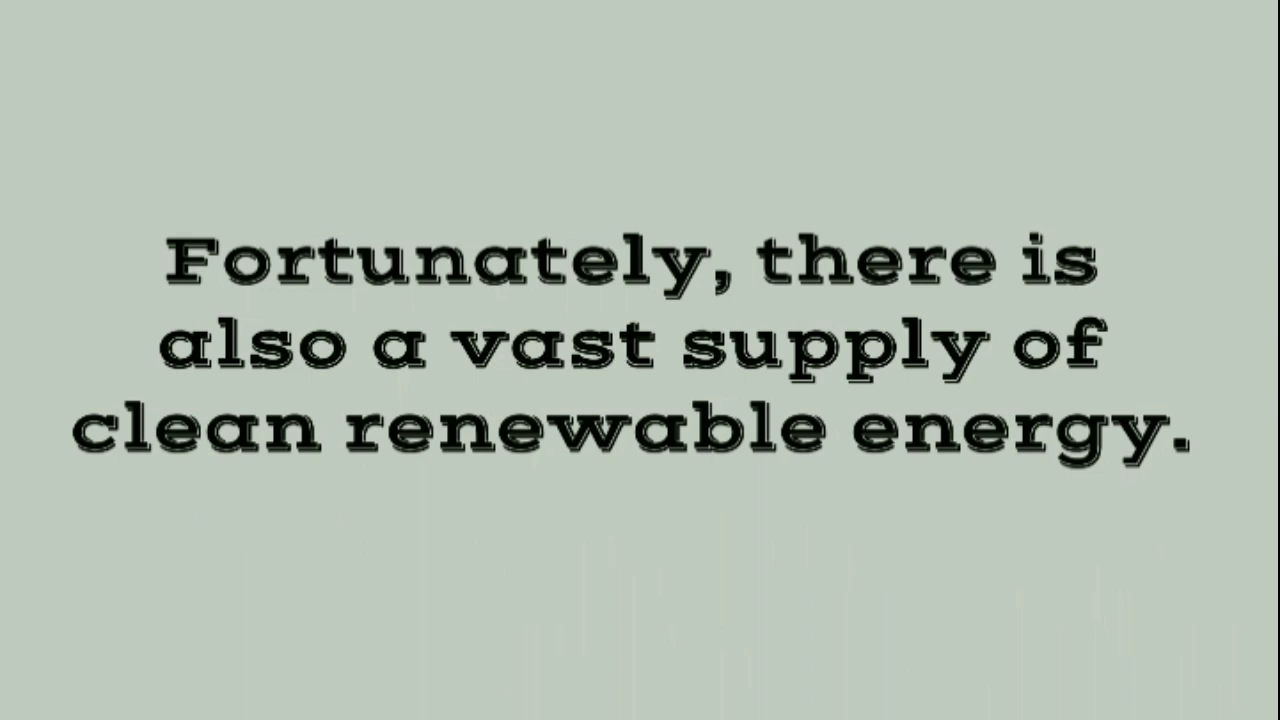 Fortunately, there is
also a vast supply of
clean renewable energy.